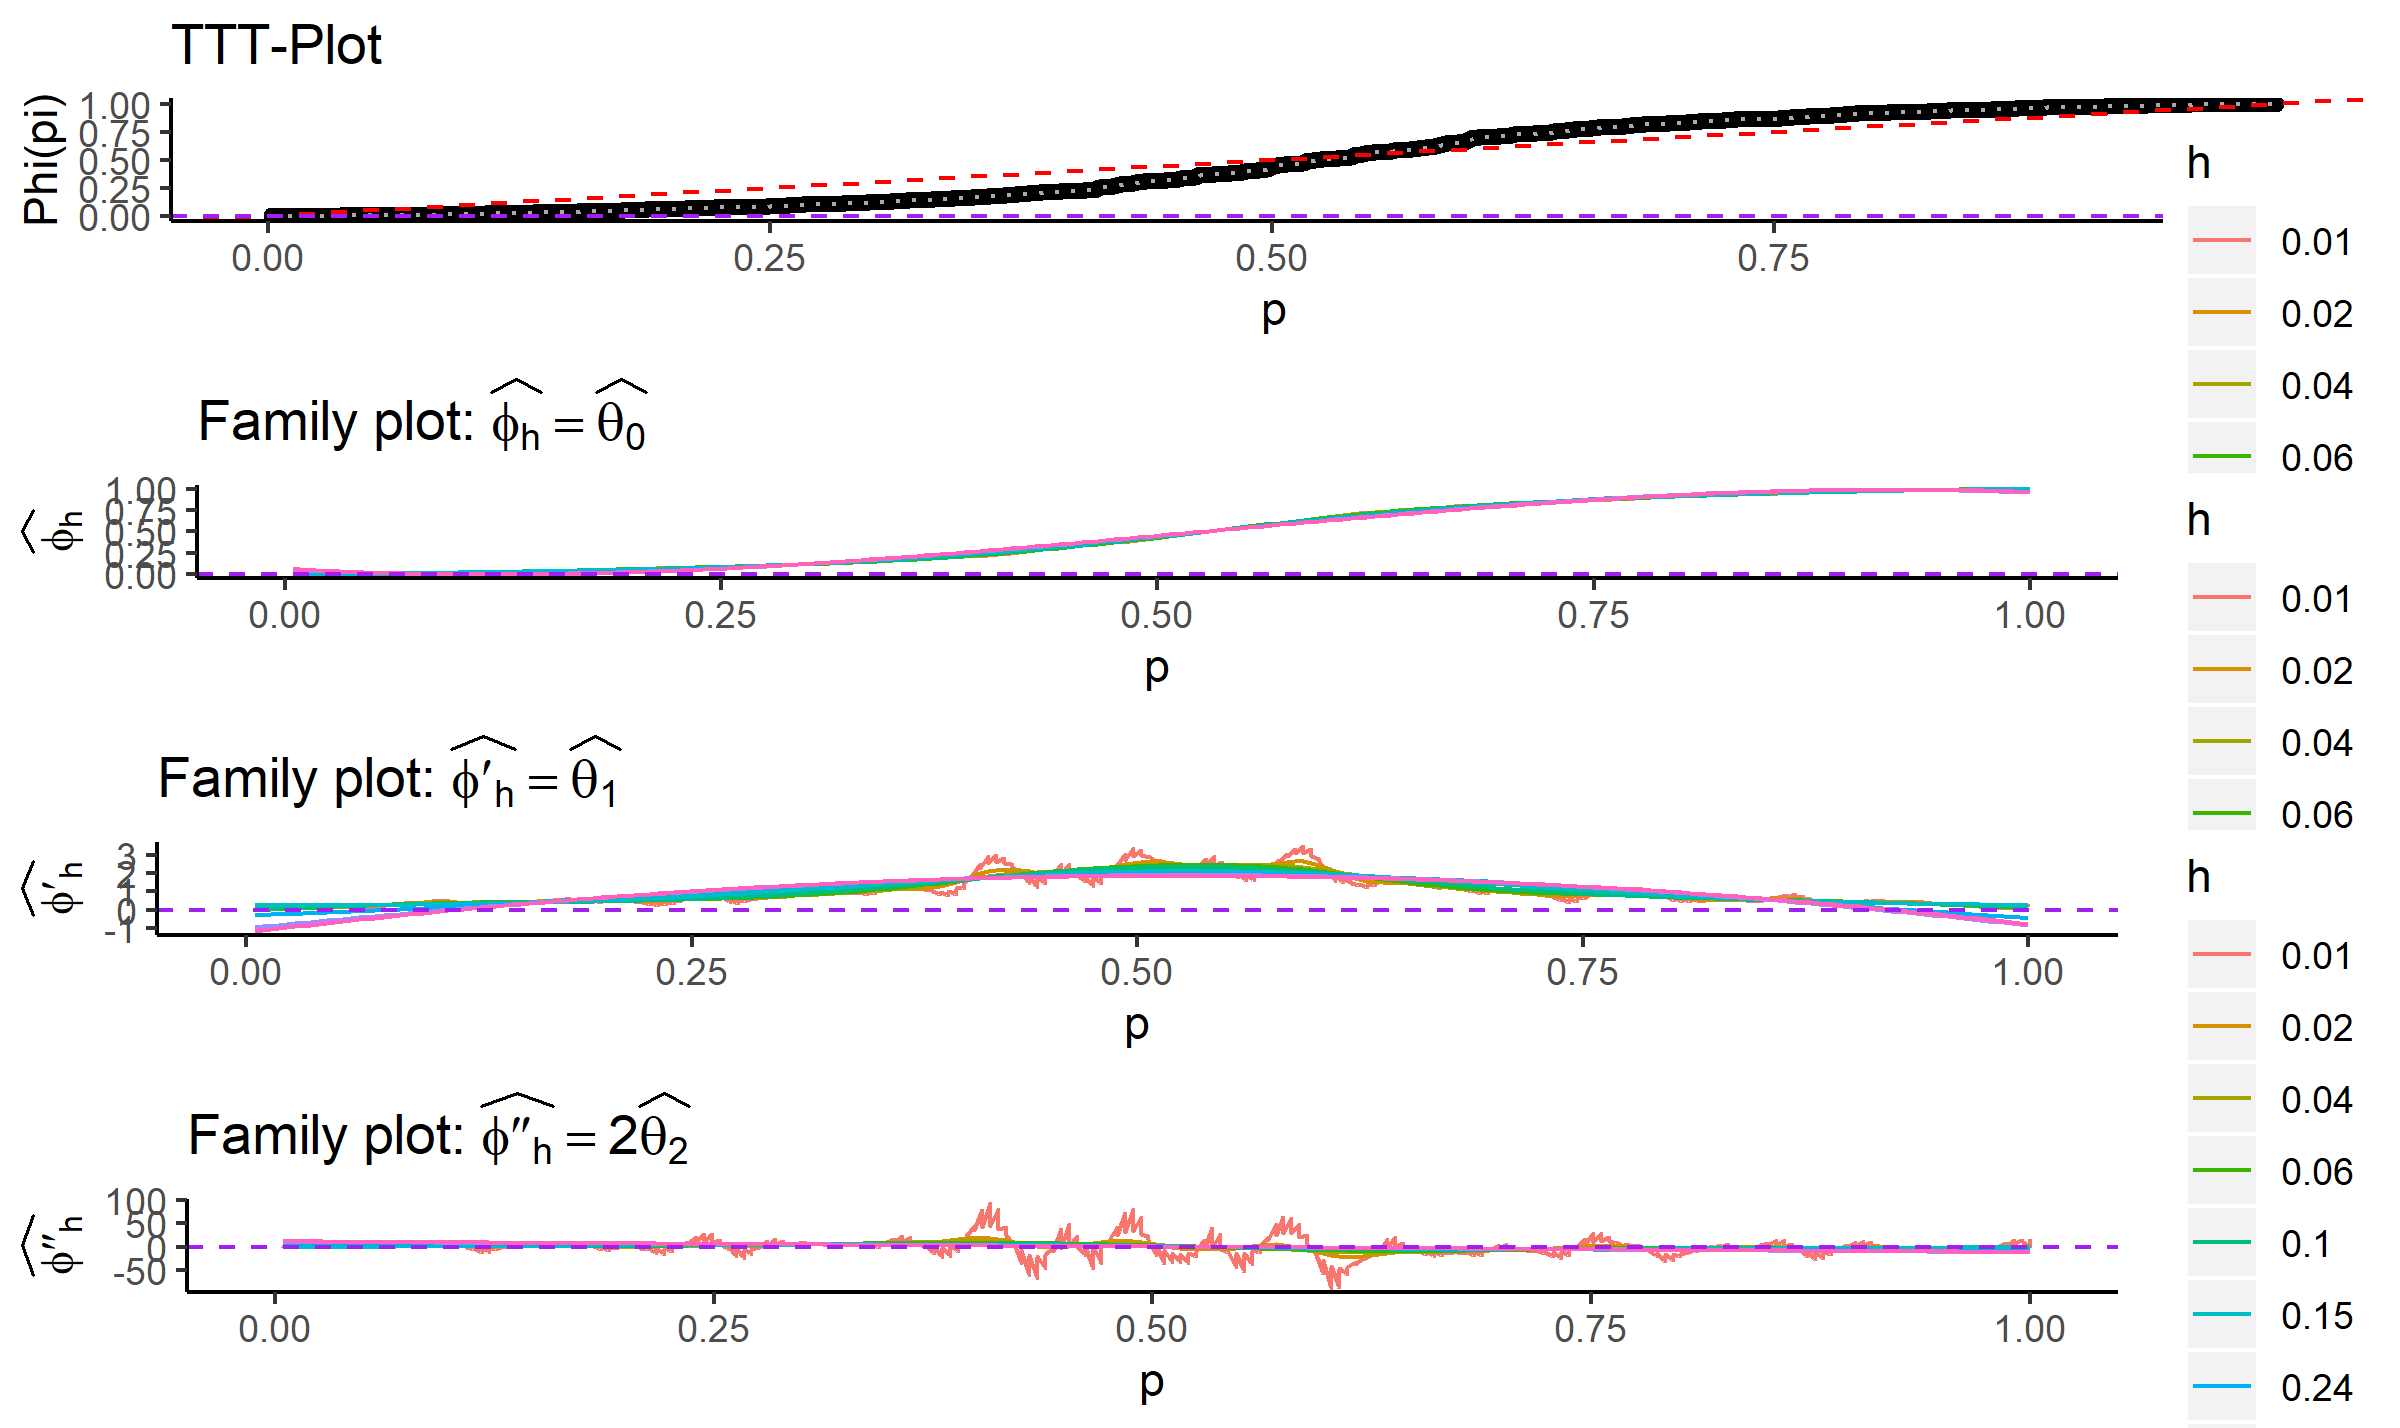 TTT-Plot
Phi(pi)
1.00
0.75
0.50
0.25
0.00
0.00 0.25 0.50 0.75
p
h
0.01
0.02
0.04
0.06
Family plot: ϕ̂h = θ̂0
ϕ̂h
1.00
0.75
0.50
0.25
0.00
0.00 0.25 0.50 0.75 1.00
p
h
0.01
0.02
0.04
0.06
Family plot: ϕ̂′h = θ̂1
ϕ̂′h
3
2
1
0
-1
0.00 0.25 0.50 0.75 1.00
p
h
0.01
0.02
0.04
0.06
0.1
0.15
0.24
Family plot: ϕ̂″h = 2θ̂2
ϕ̂″h
100
50
0
-50
0.00 0.25 0.50 0.75 1.00
p